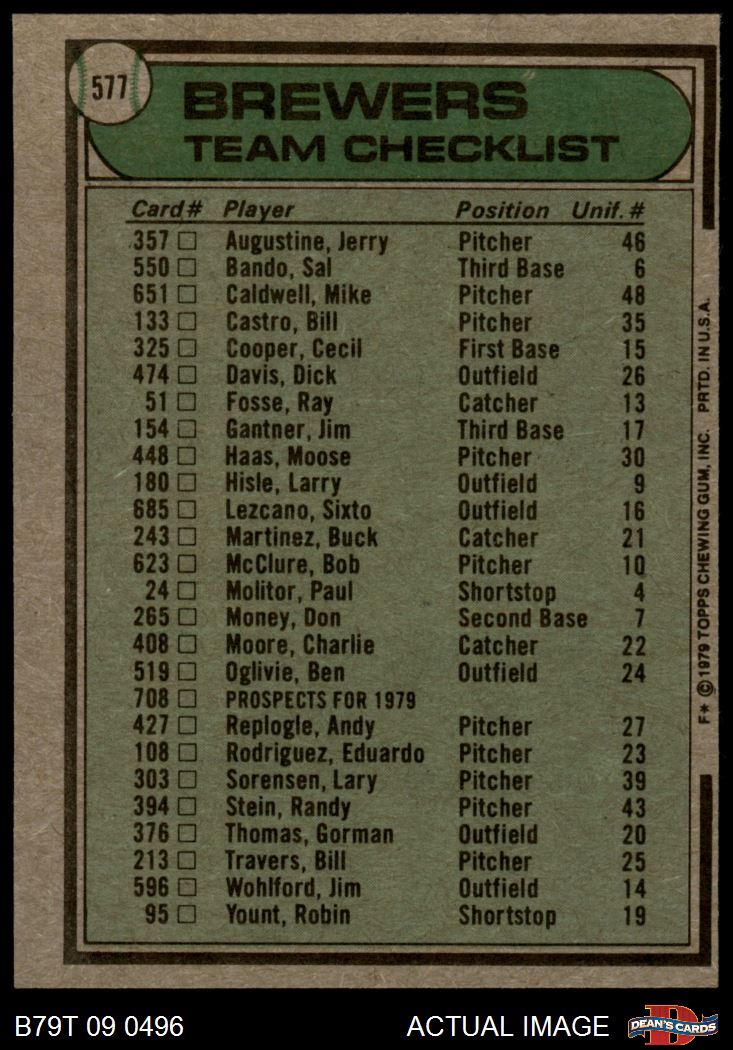 577
BREWERS
TEAM CHECKLIST
Card# Player Position Unif. #
357 Augustine, Jerry Pitcher 46
550 Bando, Sal Third Base 6
651 Caldwell, Mike Pitcher 48
133 Castro, Bill Pitcher 35
325 Cooper, Cecil First Base 15
474 Davis, Dick Outfield 26
51 Fosse, Ray Catcher 13
154 Gantner, Jim Third Base 17
448 Haas, Moose Pitcher 30
180 Hisle, Larry Outfield 9
685 Lezcano, Sixto Outfield 16
243 Martinez, Buck Catcher 21
623 McClure, Bob Pitcher 10
24 Molitor, Paul Shortstop 4
265 Money, Don Second Base 7
408 Moore, Charlie Catcher 22
519 Oglivie, Ben Outfield 24
708 PROSPECTS FOR 1979
427 Replogle, Andy Pitcher 27
108 Rodriguez, Eduardo Pitcher 23
303 Sorensen, Lary Pitcher 39
394 Stein, Randy Pitcher 43
376 Thomas, Gorman Outfield 20
213 Travers, Bill Pitcher 25
596 Wohlford, Jim Outfield 14
95 Yount, Robin Shortstop 19
F* © 1979 TOPPS CHEWING GUM, INC. PRTD. IN U.S.A.
B79T 09 0496 ACTUAL IMAGE
D
DEAN'S CARDS